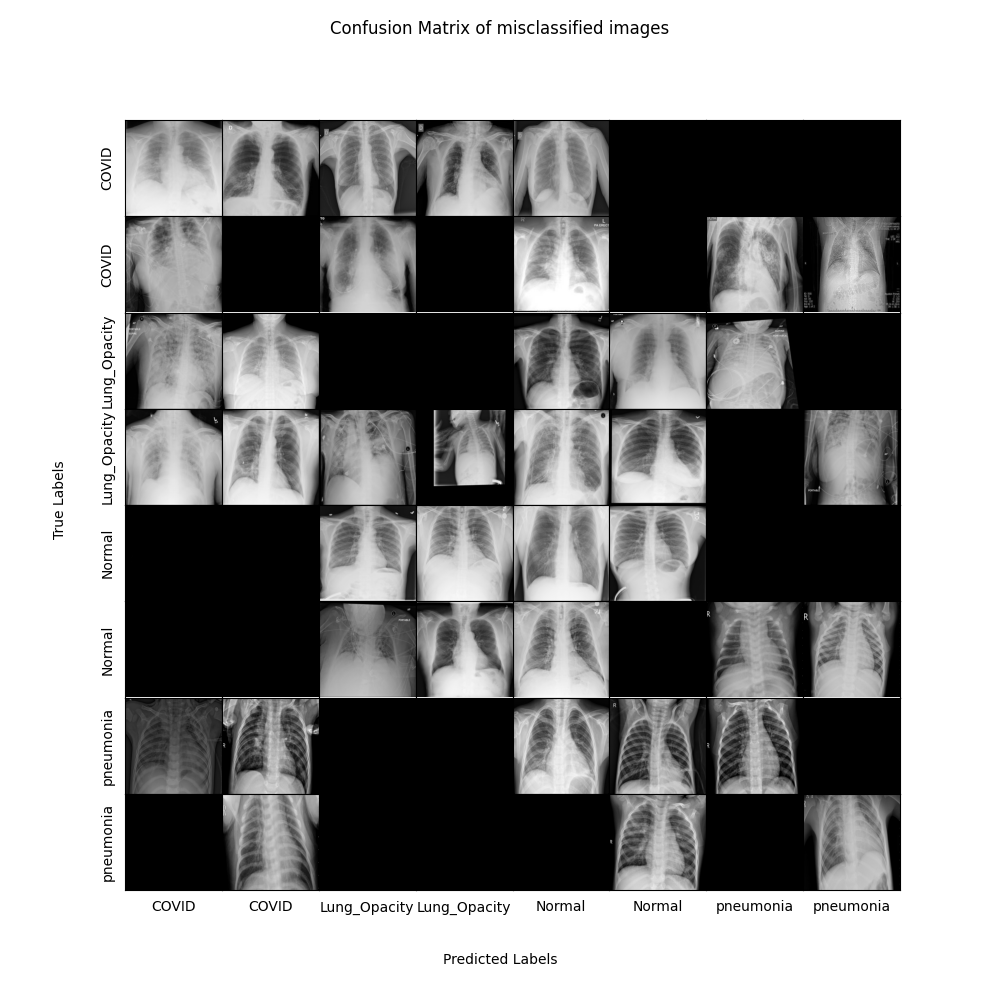 Confusion Matrix of misclassified images
True Labels
COVID
COVID
Lung_Opacity
Lung_Opacity
Normal
Normal
pneumonia
pneumonia
R
R
R
R
COVID COVID Lung_Opacity Lung_Opacity Normal Normal pneumonia pneumonia
Predicted Labels